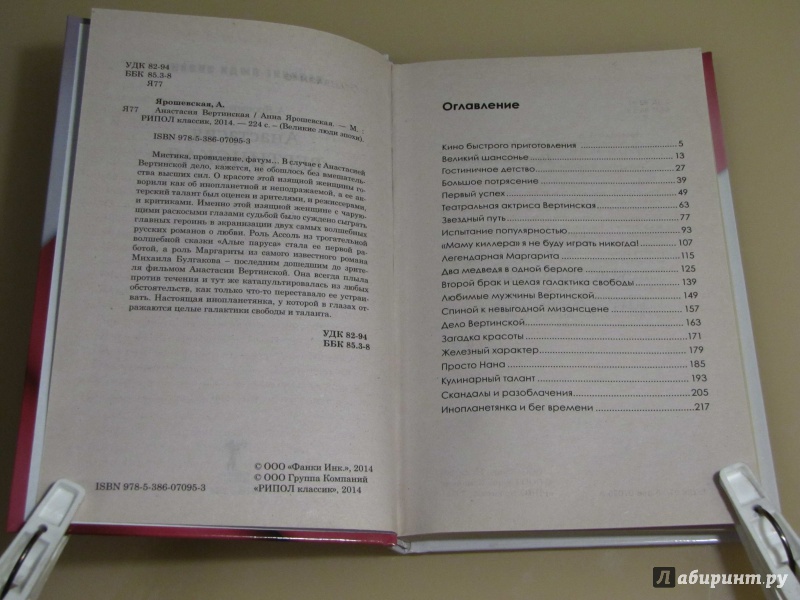 УДК 82-94
ББК 85.3-8
Я77
Ярошевская, А.
Я77 Анастасия Вертинская / Анна Ярошевская. — М. :
РИПОЛ классик, 2014. — 224 с. – (Великие люди эпохи).
ISBN 978-5-386-07095-3
Мистика, провидение, фатум... В случае с Анастасией
Вертинской дело, кажется, не обошлось без вмешатель-
ства высших сил. О красоте этой изящной женщины го-
ворили как об инопланетной и неподражаемой, а ее ак-
терский талант был оценен и зрителями, и режиссерами,
и критиками. Именно этой изящной женщине с чарую-
щими раскосыми глазами судьбой было суждено сыграть
главных героинь в экранизации двух самых волшебных
русских романов о любви. Роль Ассоль из трогательной
волшебной сказки «Алые паруса» стала ее первой ра-
ботой, а роль Маргариты из самого известного романа
Михаила Булгакова – последним дошедшим до зрите-
ля фильмом Анастасии Вертинской. Она всегда плыла
против течения и тут же катапультировалась из любых
обстоятельств, как только что-то переставало ее устраи-
вать. Настоящая инопланетянка, у которой в глазах от-
ражаются целые галактики свободы и таланта.
УДК 82-94
ББК 85.3-8
© ООО «Фанки Инк.», 2014
© ООО Группа Компаний
ISBN 978-5-386-07095-3 «РИПОЛ классик», 2014
Оглавление
Кино быстрого приготовления ........ 5
Великий шансонье ........ 13
Гостиничное детство ........ 27
Большое потрясение ........ 39
Первый успех ........ 49
Театральная актриса Вертинская ........ 63
Звездный путь ........ 77
Испытание популярностью ........ 93
«Маму киллера» я не буду играть никогда! ........ 107
Легендарная Маргарита ........ 115
Два медведя в одной берлоге ........ 125
Второй брак и целая галактика свободы ........ 139
Любимые мужчины Вертинской ........ 149
Спиной к невыгодной мизансцене ........ 157
Дело Вертинской ........ 163
Загадка красоты ........ 171
Железный характер ........ 179
Просто Нана ........ 185
Кулинарный талант ........ 193
Скандалы и разоблачения ........ 205
Инопланетянка и бег времени ........ 217
Лабиринт.ру